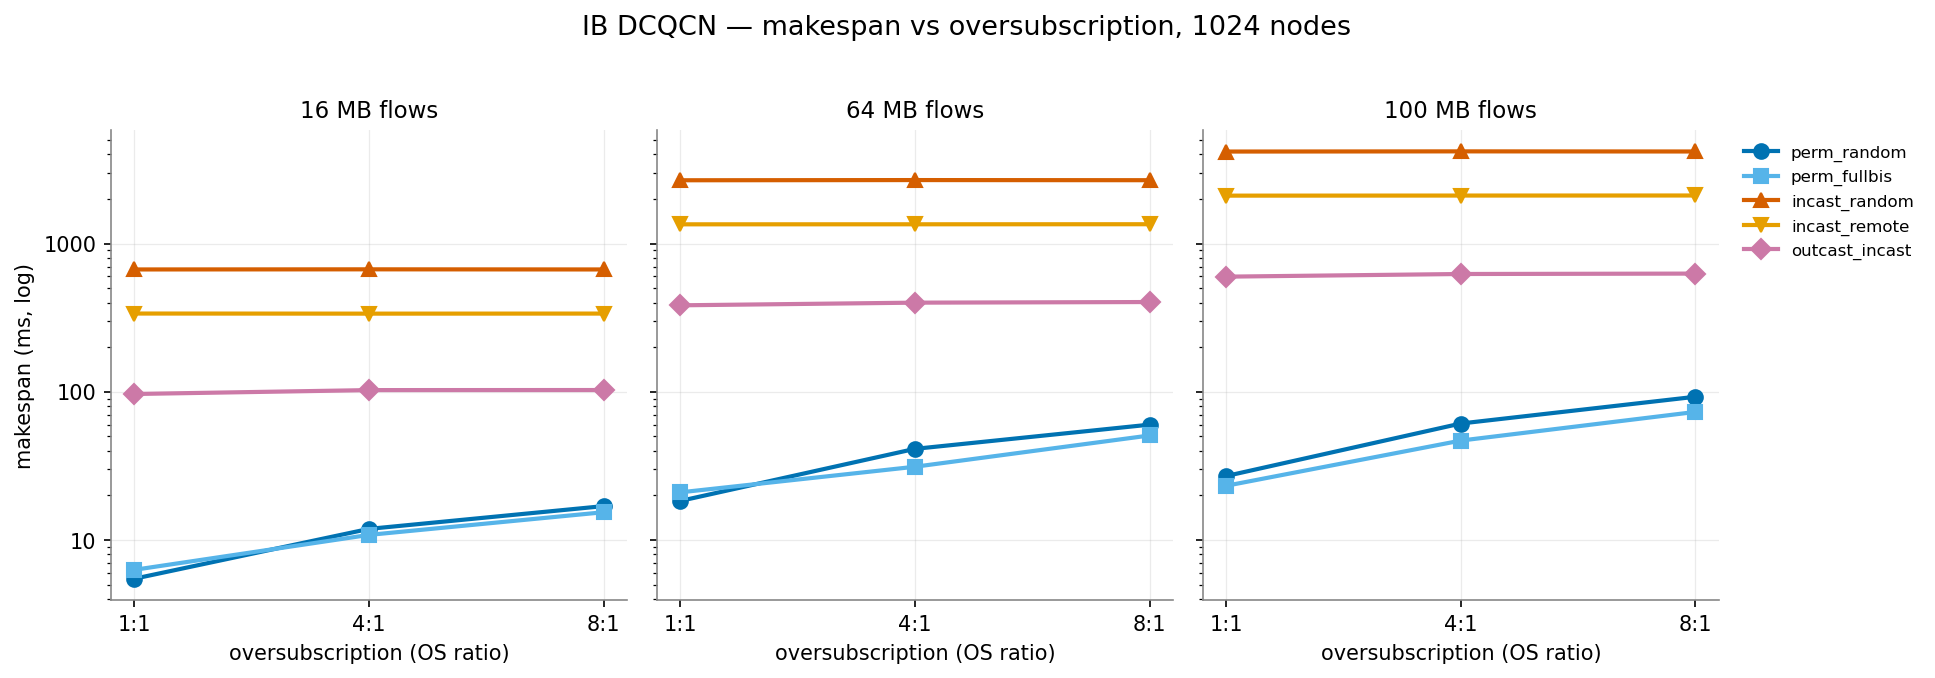 IB DCQCN — makespan vs oversubscription, 1024 nodes
16 MB flows
64 MB flows
100 MB flows
makespan (ms, log)
1000
100
10
1:1
4:1
8:1
1:1
4:1
8:1
1:1
4:1
8:1
oversubscription (OS ratio)
oversubscription (OS ratio)
oversubscription (OS ratio)
perm_random
perm_fullbis
incast_random
incast_remote
outcast_incast